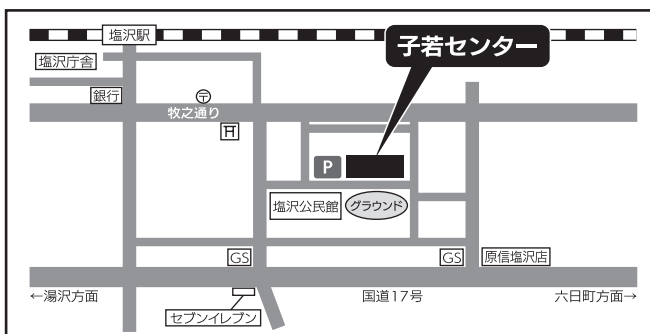 塩沢駅
塩沢庁舎
子若センター
銀行
〒
牧之通り
P
塩沢公民館
グラウンド
GS
GS
原信塩沢店
←湯沢方面
国道17号
六日町方面→
セブンイレブン